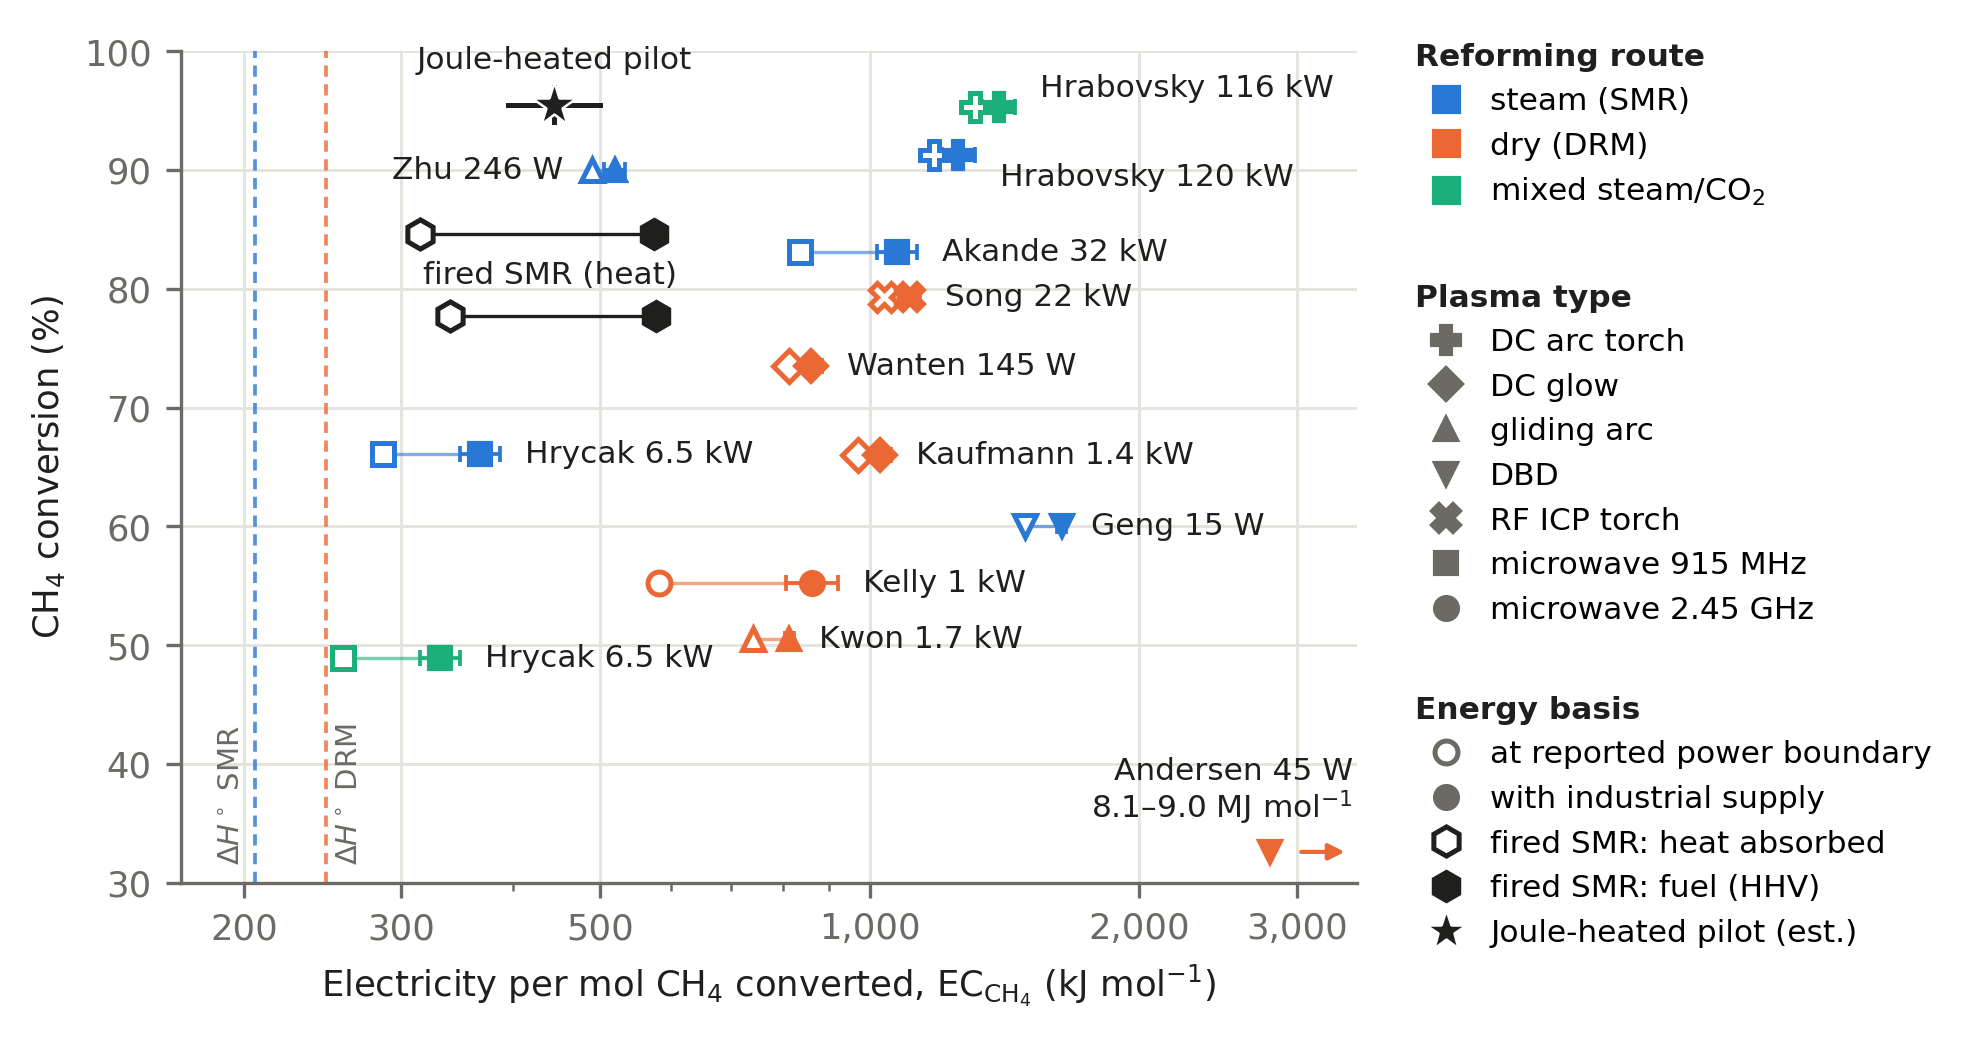 Joule-heated pilot
Hrabovsky 116 kW
Zhu 246 W
Hrabovsky 120 kW
Akande 32 kW
fired SMR (heat)
Song 22 kW
Wanten 145 W
Hrycak 6.5 kW
Kaufmann 1.4 kW
Geng 15 W
Kelly 1 kW
Kwon 1.7 kW
Hrycak 6.5 kW
Andersen 45 W
8.1–9.0 MJ mol⁻¹
ΔH° SMR
ΔH° DRM
CH₄ conversion (%)
100
90
80
70
60
50
40
30
200 300 500 1,000 2,000 3,000
Electricity per mol CH₄ converted, EC_CH₄ (kJ mol⁻¹)
Reforming route
steam (SMR)
dry (DRM)
mixed steam/CO₂
Plasma type
DC arc torch
DC glow
gliding arc
DBD
RF ICP torch
microwave 915 MHz
microwave 2.45 GHz
Energy basis
at reported power boundary
with industrial supply
fired SMR: heat absorbed
fired SMR: fuel (HHV)
Joule-heated pilot (est.)